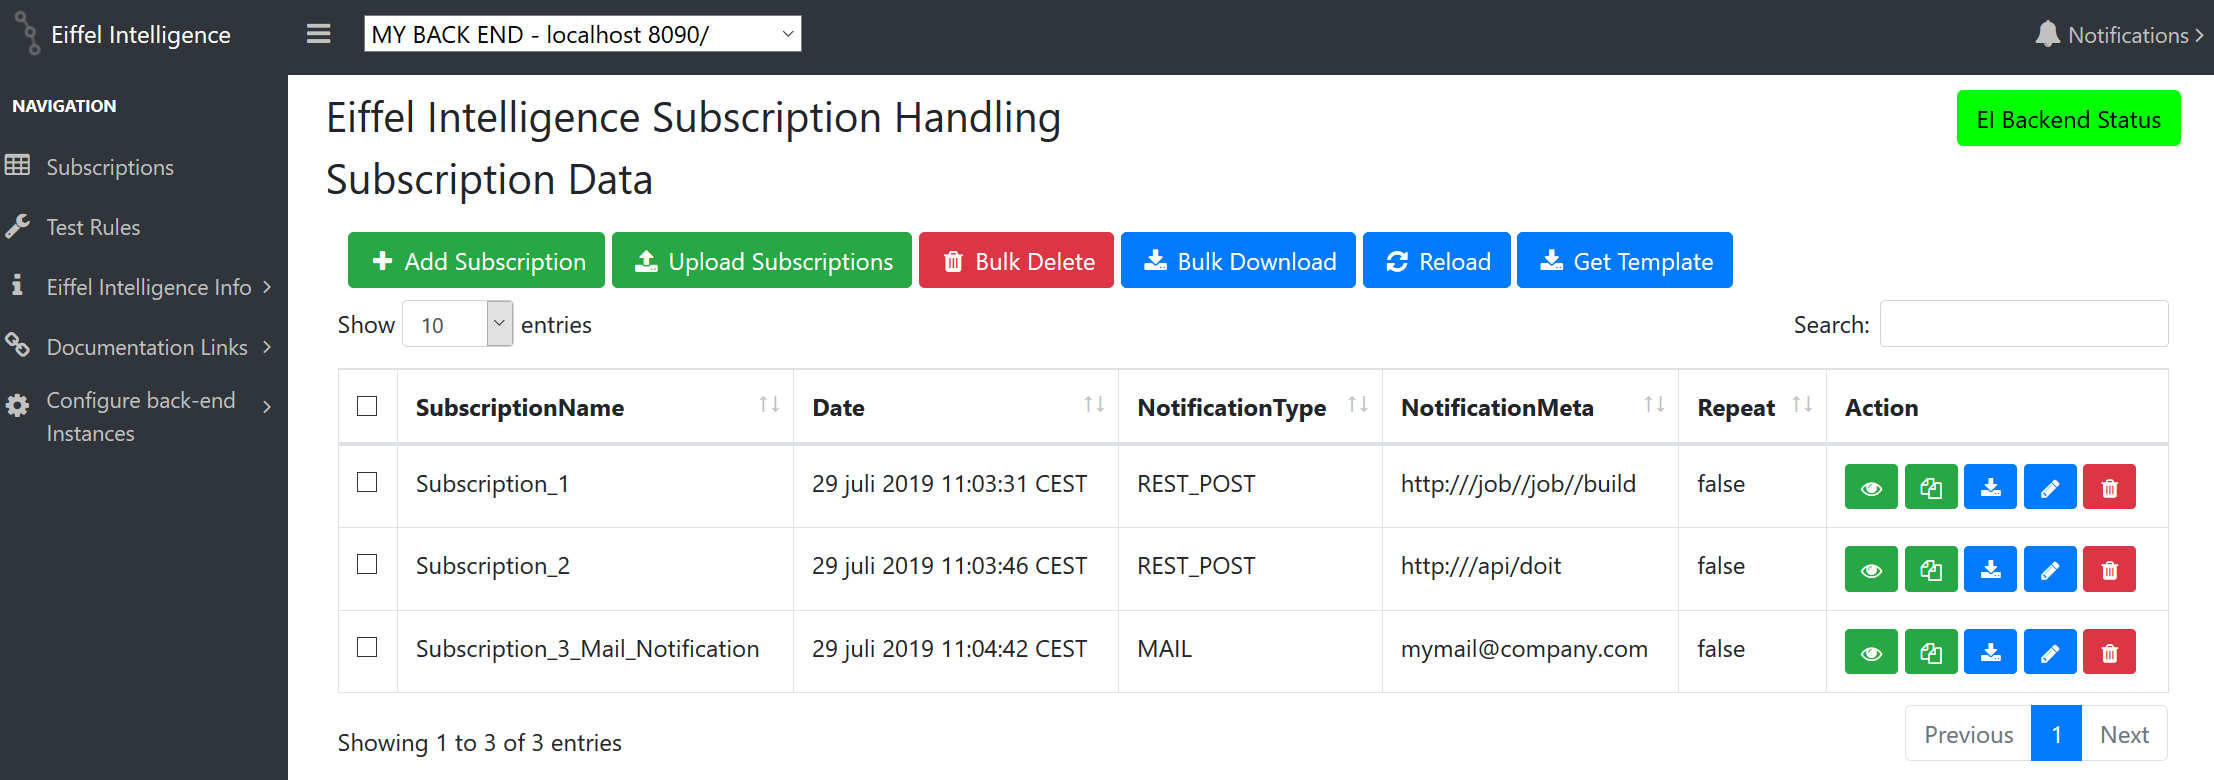 Eiffel Intelligence
MY BACK END - localhost 8090/
Notifications
NAVIGATION
Subscriptions
Test Rules
Eiffel Intelligence Info
Documentation Links
Configure back-end
Instances
Eiffel Intelligence Subscription Handling
EI Backend Status
Subscription Data
Add Subscription Upload Subscriptions Bulk Delete Bulk Download Reload Get Template
Show 10 entries Search:
SubscriptionName Date NotificationType NotificationMeta Repeat Action
Subscription_1 29 juli 2019 11:03:31 CEST REST_POST http:///job//job//build false
Subscription_2 29 juli 2019 11:03:46 CEST REST_POST http:///api/doit false
Subscription_3_Mail_Notification 29 juli 2019 11:04:42 CEST MAIL mymail@company.com false
Showing 1 to 3 of 3 entries
Previous 1 Next